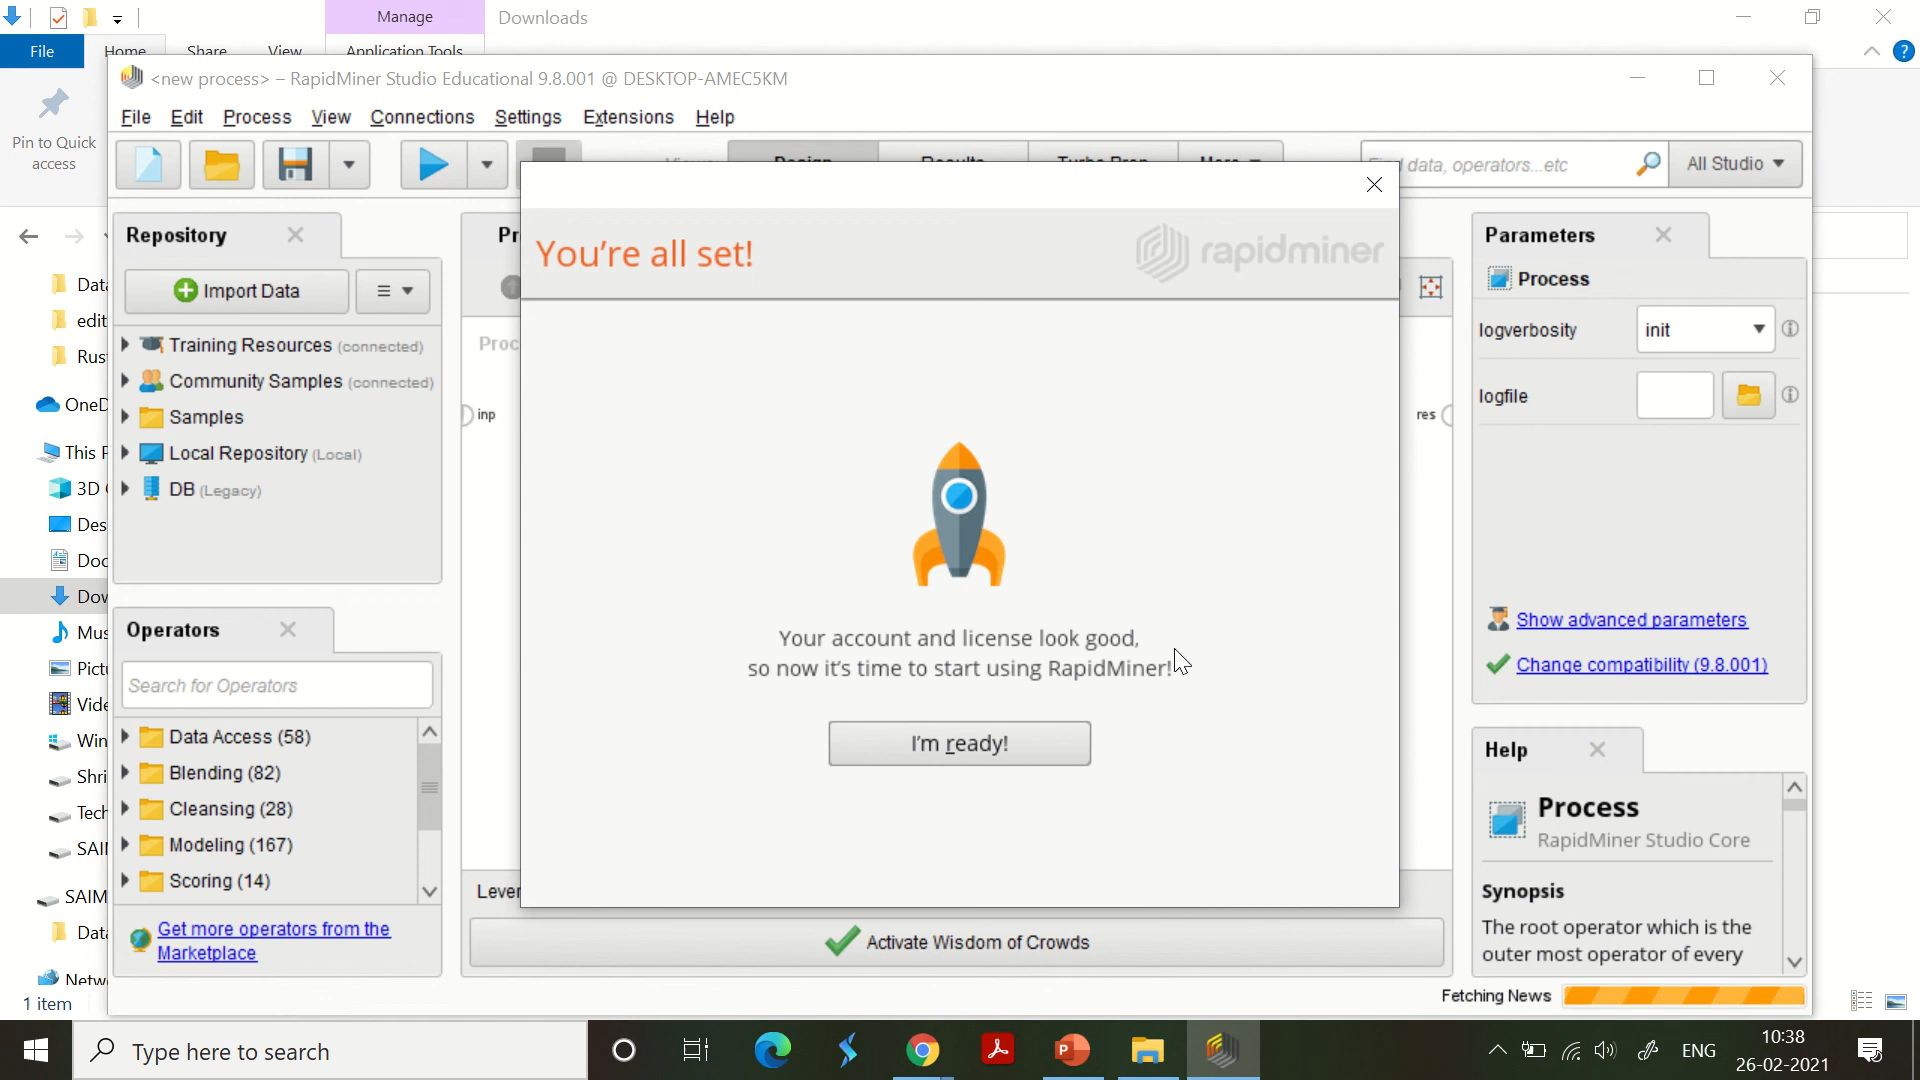 Manage
Downloads
File
Home
Share
View
Application Tools
<new process> – RapidMiner Studio Educational 9.8.001 @ DESKTOP-AMEC5KM
Pin to Quick
access
File Edit Process View Connections Settings Extensions Help
data, operators...etc
All Studio
Repository
Import Data
Training Resources (connected)
Community Samples (connected)
Samples
Local Repository (Local)
DB (Legacy)
inp
You're all set!
rapidminer
Your account and license look good,
so now it's time to start using RapidMiner!
I'm ready!
res
Parameters
Process
logverbosity
init
logfile
Show advanced parameters
Change compatibility (9.8.001)
Operators
Search for Operators
Data Access (58)
Blending (82)
Cleansing (28)
Modeling (167)
Scoring (14)
Get more operators from the
Marketplace
Activate Wisdom of Crowds
Help
Process
RapidMiner Studio Core
Synopsis
The root operator which is the
outer most operator of every
Fetching News
1 item
Type here to search
ENG
10:38
26-02-2021